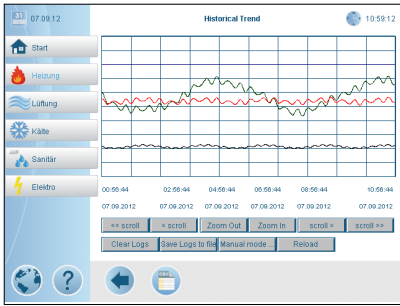 31 07.09.12 Historical Trend 10:59:12
Start
Heizung
Lüftung
Kälte
Sanitär
Elektro
00:56:44 02:56:44 04:56:44 06:56:44 08:56:44 10:56:44
07.09.2012 07.09.2012 07.09.2012 07.09.2012 07.09.2012 07.09.2012
<< scroll < scroll Zoom Out Zoom In scroll > scroll >>
Clear Logs Save Logs to file Manual mode ... Reload
?